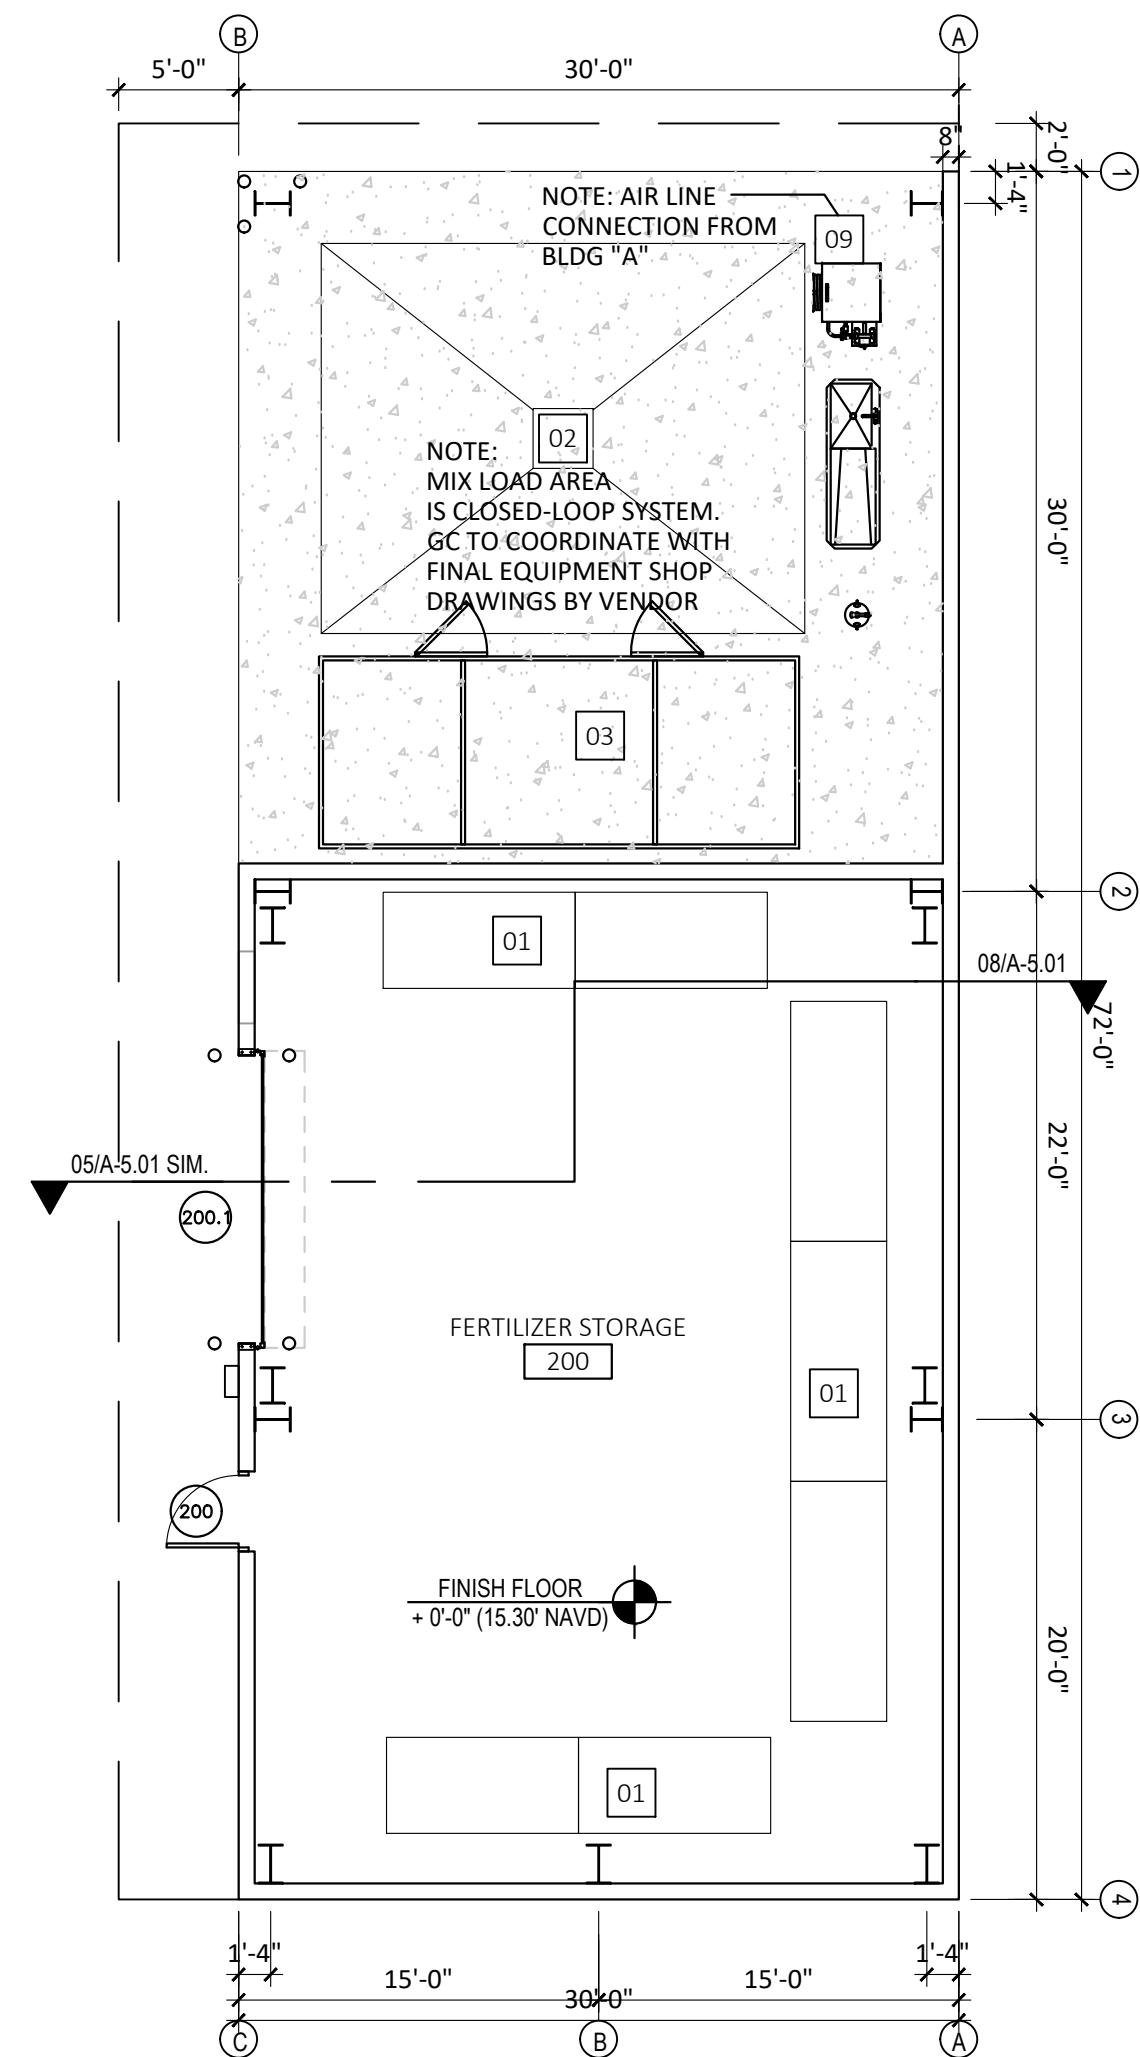 B
A
5'-0"
30'-0"
8"
2'-0"
1'-4"
1
NOTE: AIR LINE
CONNECTION FROM
BLDG "A"
09
02
NOTE:
MIX LOAD AREA
IS CLOSED-LOOP SYSTEM.
GC TO COORDINATE WITH
FINAL EQUIPMENT SHOP
DRAWINGS BY VENDOR
30'-0"
03
2
01
08/A-5.01
72'-0"
05/A-5.01 SIM.
200.1
22'-0"
FERTILIZER STORAGE
200
01
3
200
FINISH FLOOR
+ 0'-0" (15.30' NAVD)
20'-0"
01
4
1'-4"
1'-4"
15'-0"
15'-0"
30'-0"
C
B
A